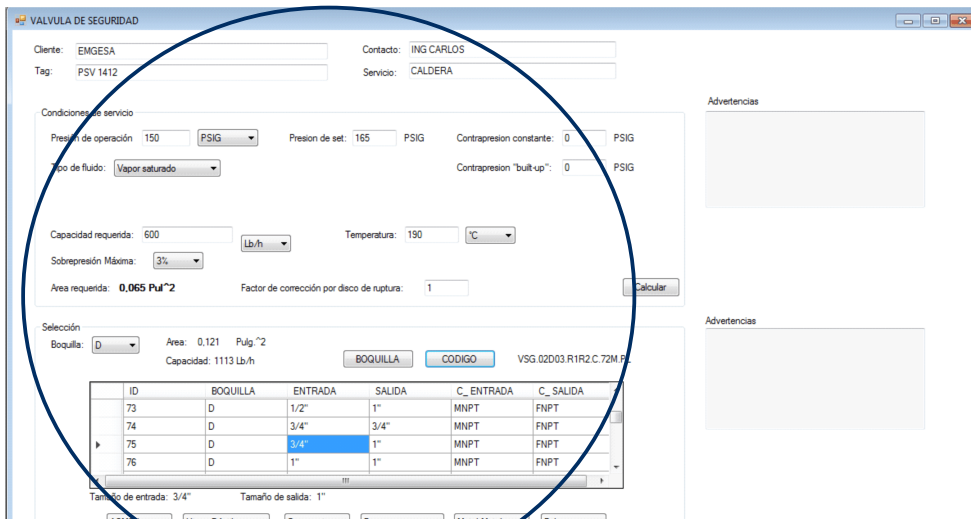 VALVULA DE SEGURIDAD
Cliente: EMGESA Contacto: ING CARLOS
Tag: PSV 1412 Servicio: CALDERA
Advertencias
Condiciones de servicio
Presión de operación 150 PSIG Presion de set: 165 PSIG Contrapresion constante: 0 PSIG
Tipo de fluido: Vapor saturado Contrapresion "built-up": 0 PSIG
Capacidad requerida: 600 Lb/h Temperatura: 190 °C
Sobrepresión Máxima: 3%
Area requerida: 0,065 Pul^2 Factor de corrección por disco de ruptura: 1 Calcular
Advertencias
Selección
Boquilla: D Area: 0,121 Pulg.^2
Capacidad: 1113 Lb/h BOQUILLA CODIGO VSG.02D03.R1R2.C.72M.
ID BOQUILLA ENTRADA SALIDA C_ENTRADA C_SALIDA
73 D 1/2" 1" MNPT FNPT
74 D 3/4" 3/4" MNPT FNPT
75 D 3/4" 1" MNPT FNPT
76 D 1" 1" MNPT FNPT
Tamaño de entrada: 3/4" Tamaño de salida: 1"